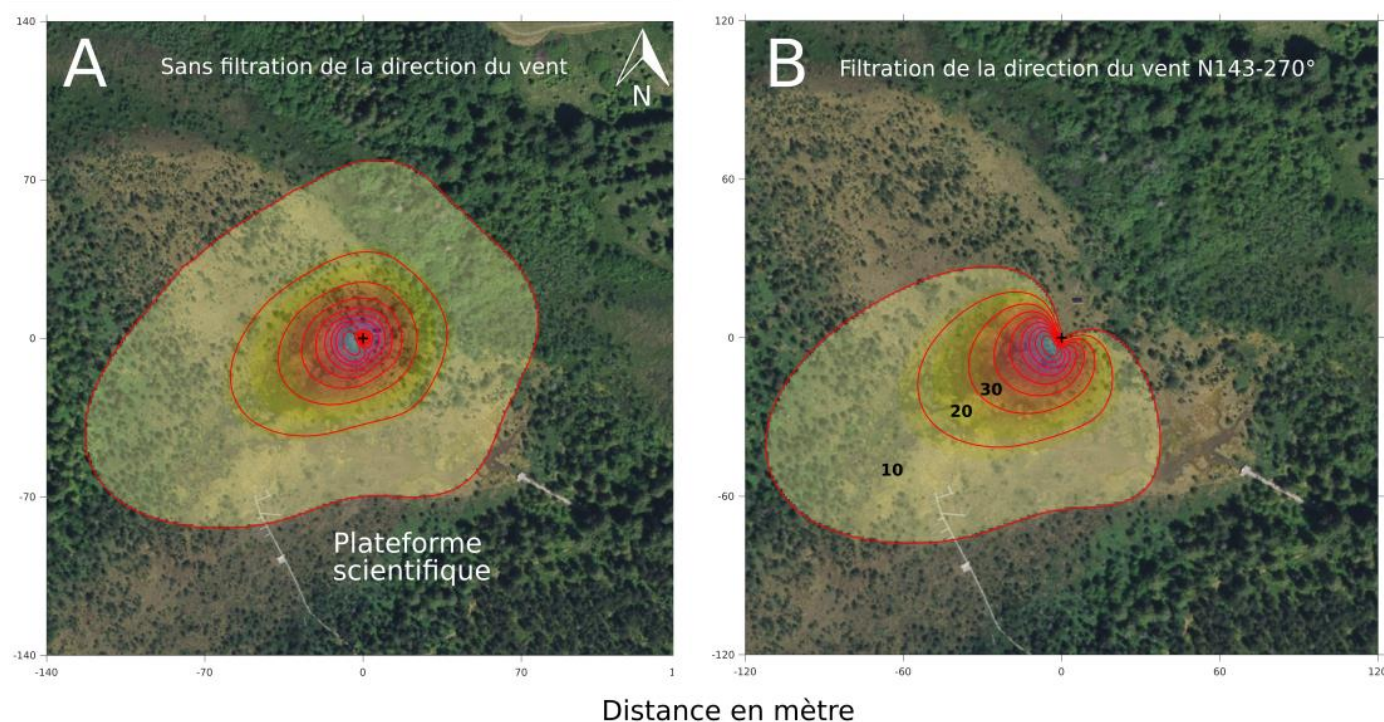 A
Sans filtration de la direction du vent
N
140
70
0
-70
-140
-140
-70
0
70
1
Plateforme
scientifique
B
Filtration de la direction du vent N143-270°
120
60
0
-60
-120
-120
-60
0
60
120
30
20
10
Distance en mètre